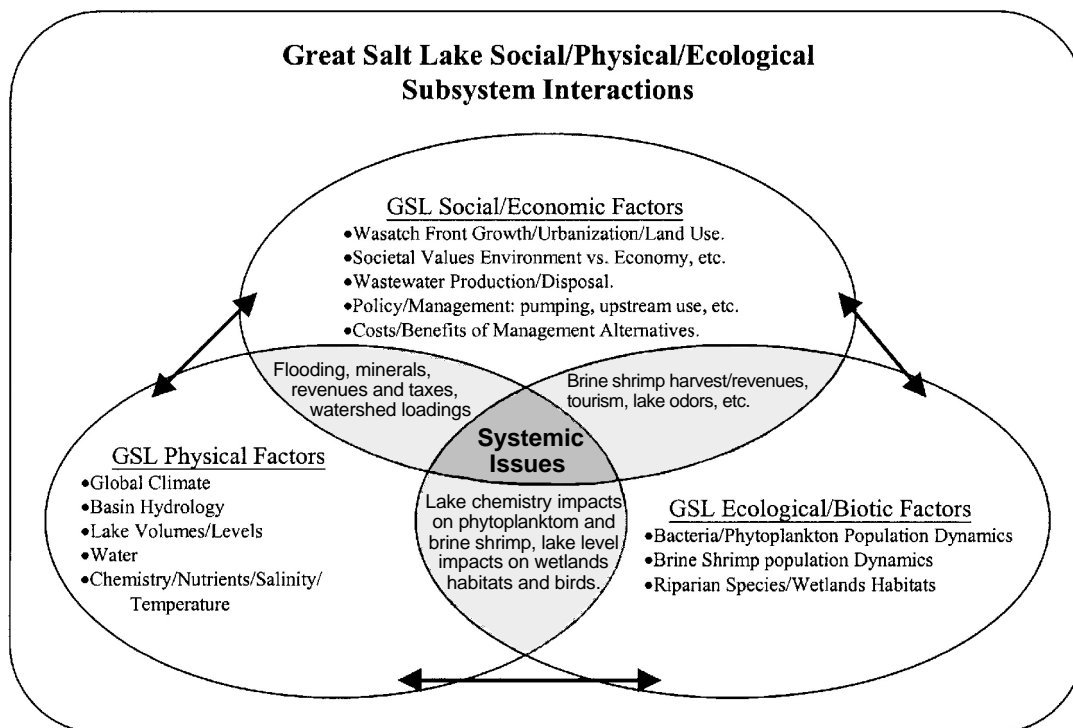 Great Salt Lake Social/Physical/Ecological
Subsystem Interactions
GSL Social/Economic Factors
•Wasatch Front Growth/Urbanization/Land Use.
•Societal Values Environment vs. Economy, etc.
•Wastewater Production/Disposal.
•Policy/Management: pumping, upstream use, etc.
•Costs/Benefits of Management Alternatives.
Flooding, minerals,
revenues and taxes,
watershed loadings
Brine shrimp harvest/revenues,
tourism, lake odors, etc.
Systemic
Issues
GSL Physical Factors
•Global Climate
•Basin Hydrology
•Lake Volumes/Levels
•Water
•Chemistry/Nutrients/Salinity/
Temperature
Lake chemistry impacts
on phytoplanktom and
brine shrimp, lake level
impacts on wetlands
habitats and birds.
GSL Ecological/Biotic Factors
•Bacteria/Phytoplankton Population Dynamics
•Brine Shrimp population Dynamics
•Riparian Species/Wetlands Habitats